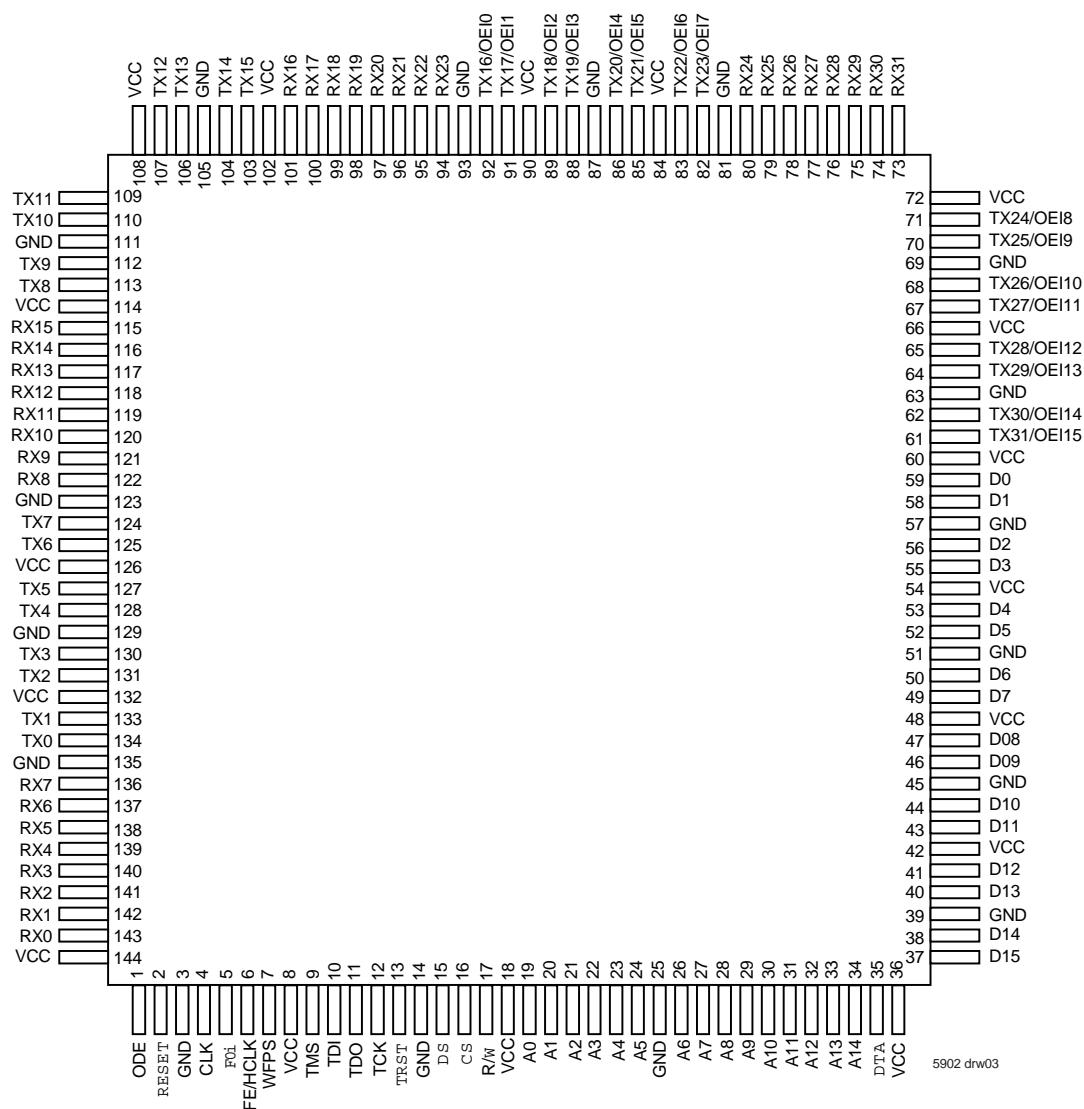 VCC TX12 TX13 GND TX14 TX15 VCC RX16 RX17 RX18 RX19 RX20 RX21 RX22 RX23 GND TX16/OEI0 TX17/OEI1 VCC TX18/OEI2 TX19/OEI3 GND TX20/OEI4 TX21/OEI5 VCC TX22/OEI6 TX23/OEI7 GND RX24 RX25 RX26 RX27 RX28 RX29 RX30 RX31
108 107 106 105 104 103 102 101 100 99 98 97 96 95 94 93 92 91 90 89 88 87 86 85 84 83 82 81 80 79 78 77 76 75 74 73
TX11 109 72 VCC
TX10 110 71 TX24/OEI8
GND 111 70 TX25/OEI9
TX9 112 69 GND
TX8 113 68 TX26/OEI10
VCC 114 67 TX27/OEI11
RX15 115 66 VCC
RX14 116 65 TX28/OEI12
RX13 117 64 TX29/OEI13
RX12 118 63 GND
RX11 119 62 TX30/OEI14
RX10 120 61 TX31/OEI15
RX9 121 60 VCC
RX8 122 59 D0
GND 123 58 D1
TX7 124 57 GND
TX6 125 56 D2
VCC 126 55 D3
TX5 127 54 VCC
TX4 128 53 D4
GND 129 52 D5
TX3 130 51 GND
TX2 131 50 D6
VCC 132 49 D7
TX1 133 48 VCC
TX0 134 47 D08
GND 135 46 D09
RX7 136 45 GND
RX6 137 44 D10
RX5 138 43 D11
RX4 139 42 VCC
RX3 140 41 D12
RX2 141 40 D13
RX1 142 39 GND
RX0 143 38 D14
VCC 144 37 D15
1 2 3 4 5 6 7 8 9 10 11 12 13 14 15 16 17 18 19 20 21 22 23 24 25 26 27 28 29 30 31 32 33 34 35 36
ODE RESET GND CLK F0i FE/HCLK WFPS VCC TMS TDI TDO TCK TRST GND DS CS R/W VCC A0 A1 A2 A3 A4 A5 GND A6 A7 A8 A9 A10 A11 A12 A13 A14 DTA VCC
5902 drw03